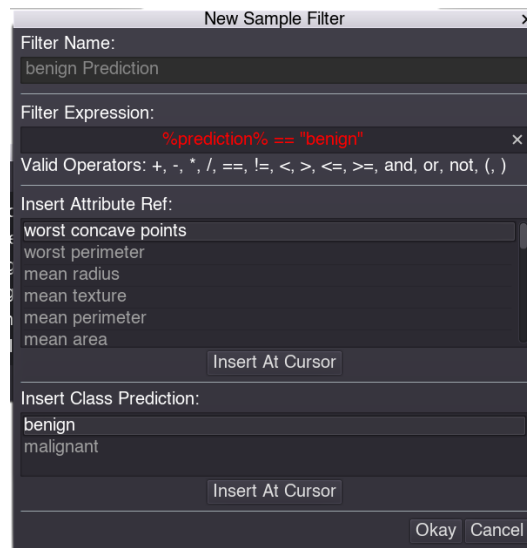 New Sample Filter ×
Filter Name:
benign Prediction
Filter Expression:
%prediction% == "benign" ×
Valid Operators: +, -, *, /, ==, !=, <, >, <=, >=, and, or, not, (, )
Insert Attribute Ref:
worst concave points
worst perimeter
mean radius
mean texture
mean perimeter
mean area
Insert At Cursor
Insert Class Prediction:
benign
malignant
Insert At Cursor
Okay Cancel